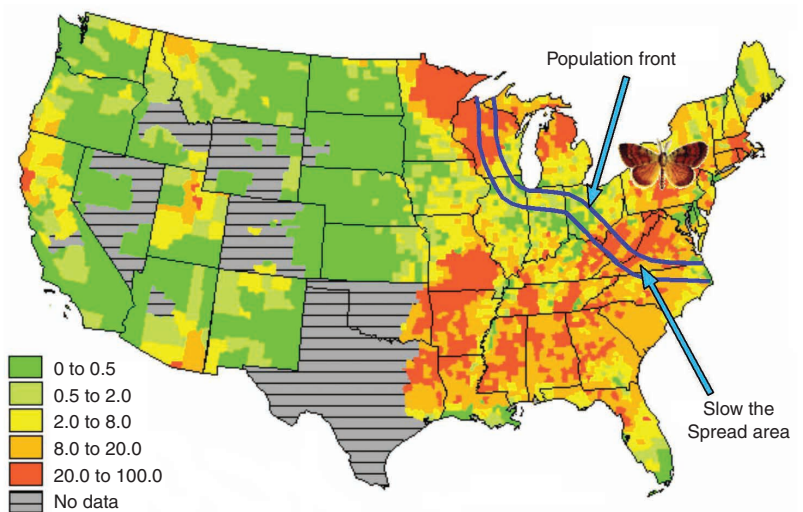 Population front
0 to 0.5
0.5 to 2.0
2.0 to 8.0
8.0 to 20.0
20.0 to 100.0
No data
Slow the
Spread area